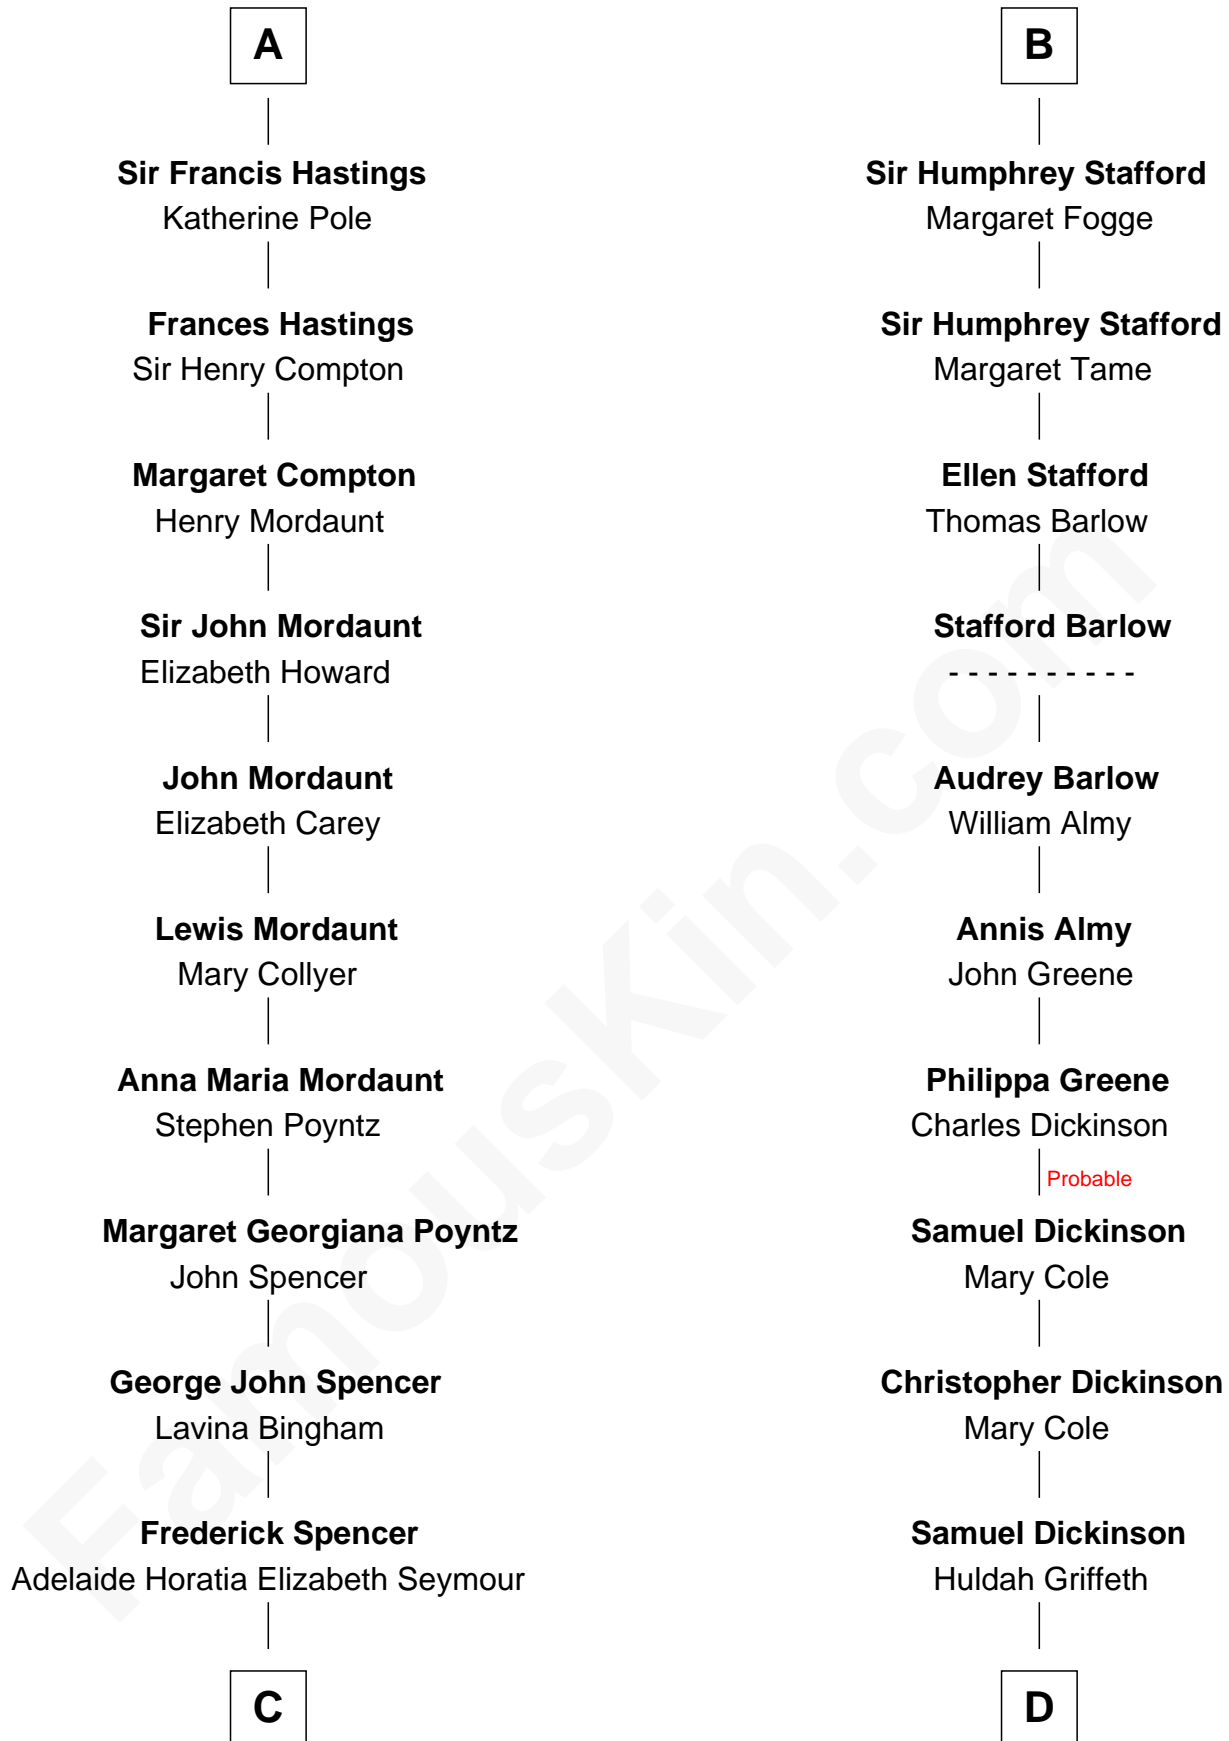 A
Sir Francis Hastings
Katherine Pole
Frances Hastings
Sir Henry Compton
Margaret Compton
Henry Mordaunt
Sir John Mordaunt
Elizabeth Howard
John Mordaunt
Elizabeth Carey
Lewis Mordaunt
Mary Collyer
Anna Maria Mordaunt
Stephen Poyntz
Margaret Georgiana Poyntz
John Spencer
George John Spencer
Lavina Bingham
Frederick Spencer
Adelaide Horatia Elizabeth Seymour
C
B
Sir Humphrey Stafford
Margaret Fogge
Sir Humphrey Stafford
Margaret Tame
Ellen Stafford
Thomas Barlow
Stafford Barlow
- - - - - - - - - -
Audrey Barlow
William Almy
Annis Almy
John Greene
Philippa Greene
Charles Dickinson
Probable
Samuel Dickinson
Mary Cole
Christopher Dickinson
Mary Cole
Samuel Dickinson
Huldah Griffeth
D
FamousKin.com